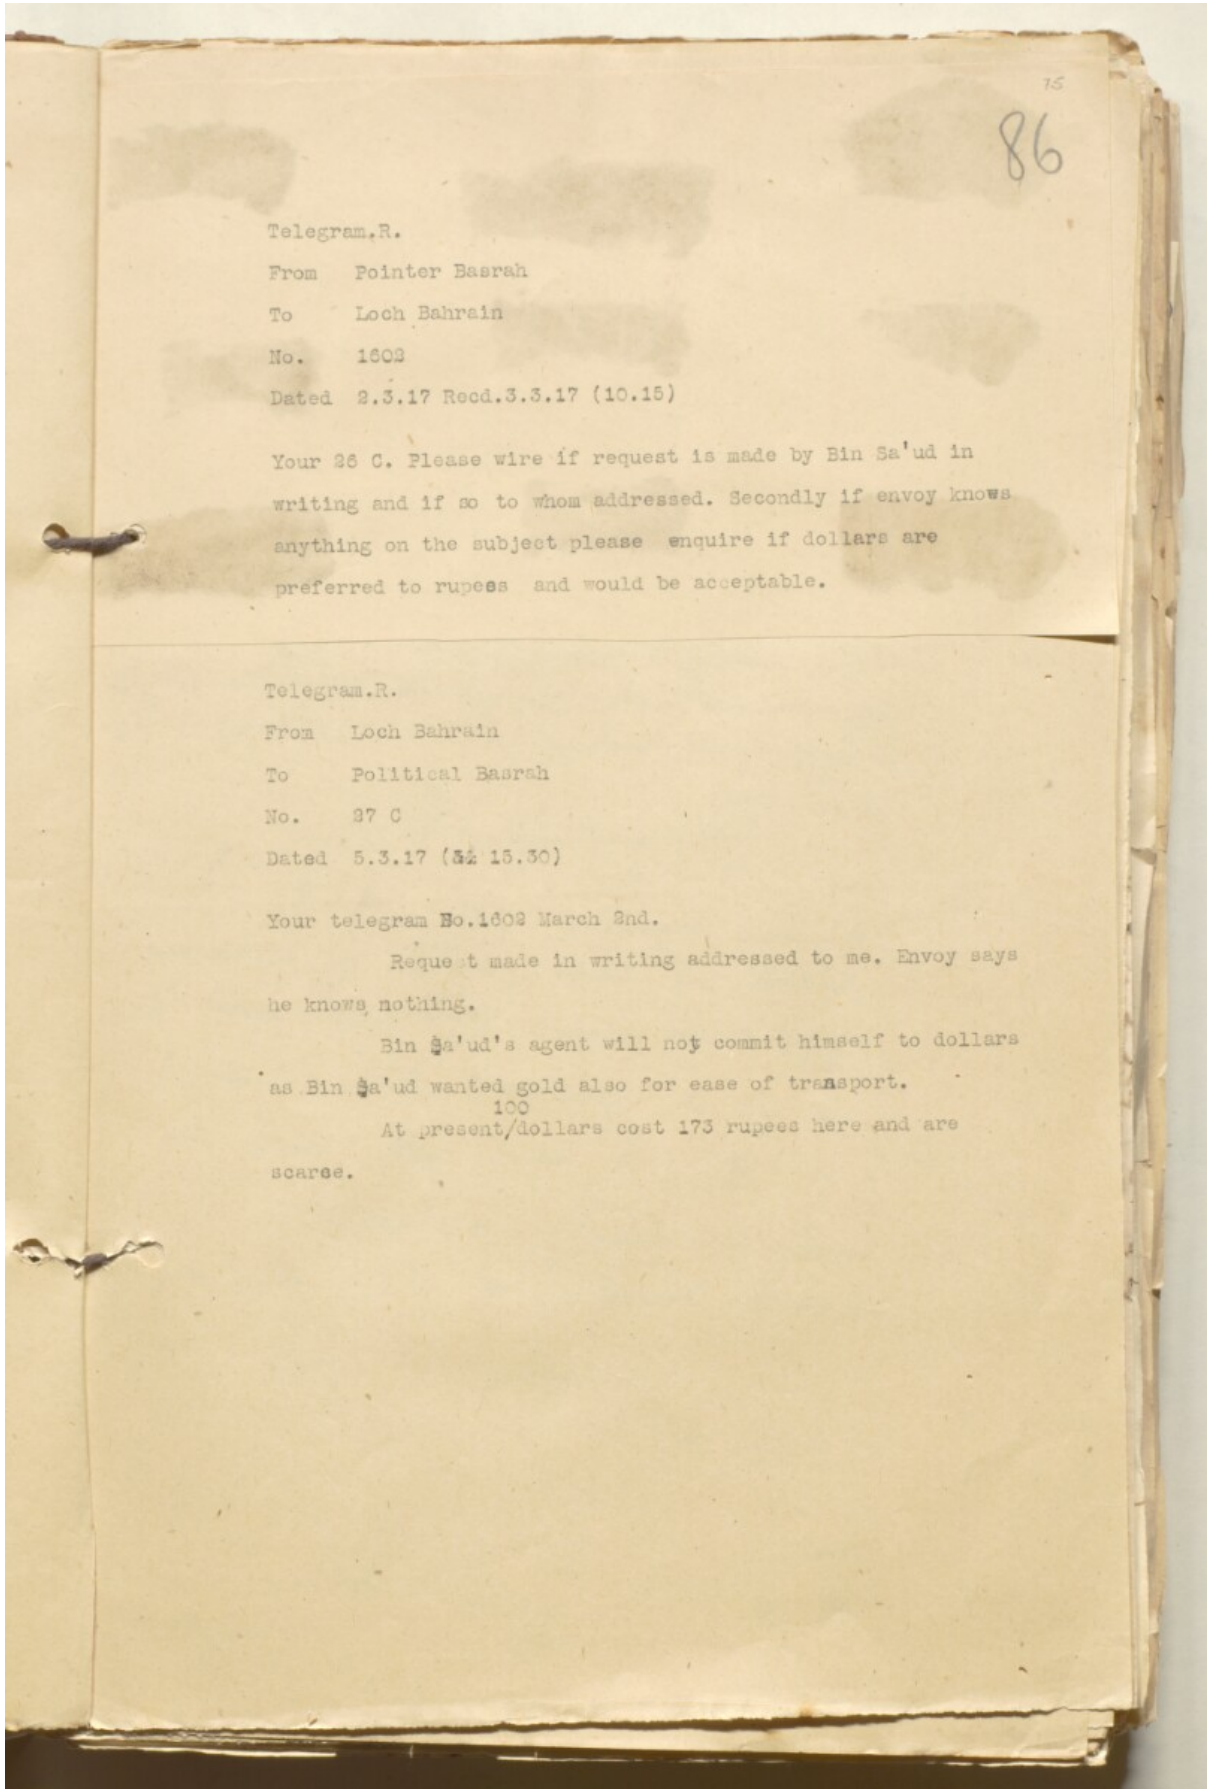 75
86
Telegram.R.
From Pointer Basrah
To Loch Bahrain
No. 1602
Dated 2.3.17 Recd.3.3.17 (10.15)
Your 26 C. Please wire if request is made by Bin Sa'ud in
writing and if so to whom addressed. Secondly if envoy knows
anything on the subject please enquire if dollars are
preferred to rupees and would be acceptable.
Telegram.R.
From Loch Bahrain
To Political Basrah
No. 27 C
Dated 5.3.17 ( 13.30)
Your telegram No.1602 March 2nd.
Request made in writing addressed to me. Envoy says
he knows nothing.
Bin Sa'ud's agent will not commit himself to dollars
as Bin Sa'ud wanted gold also for ease of transport.
100
At present/dollars cost 173 rupees here and are
scarce.